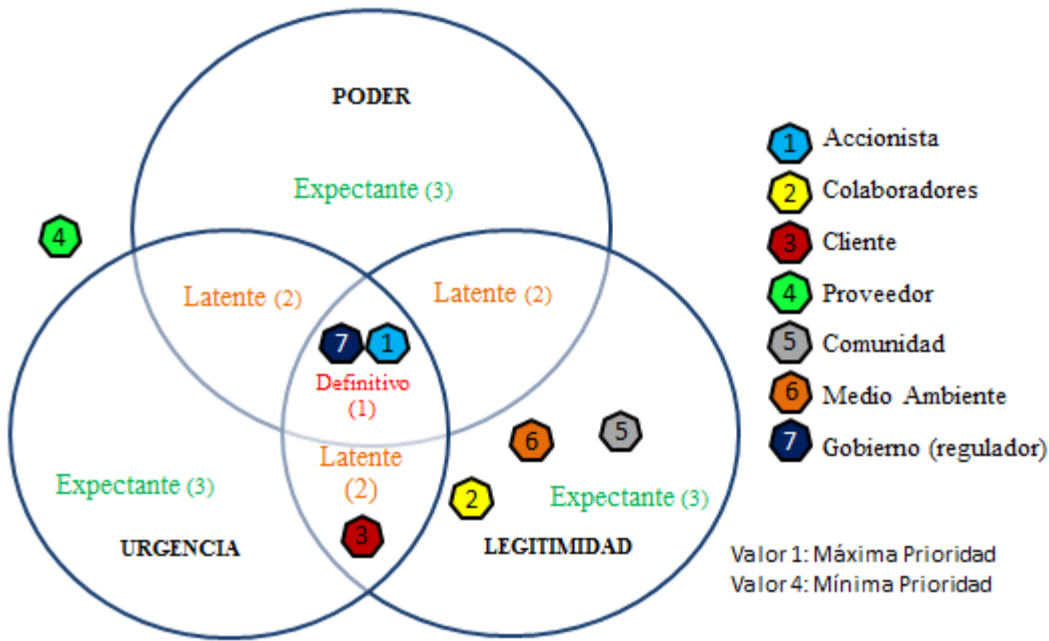 PODER
Expectante (3)
4
Latente (2)
Latente (2)
7
1
Definitivo
(1)
Latente
(2)
6
5
Expectante (3)
2
Expectante (3)
3
URGENCIA
LEGITIMIDAD
1 Accionista
2 Colaboradores
3 Cliente
4 Proveedor
5 Comunidad
6 Medio Ambiente
7 Gobierno (regulador)
Valor 1: Máxima Prioridad
Valor 4: Mínima Prioridad